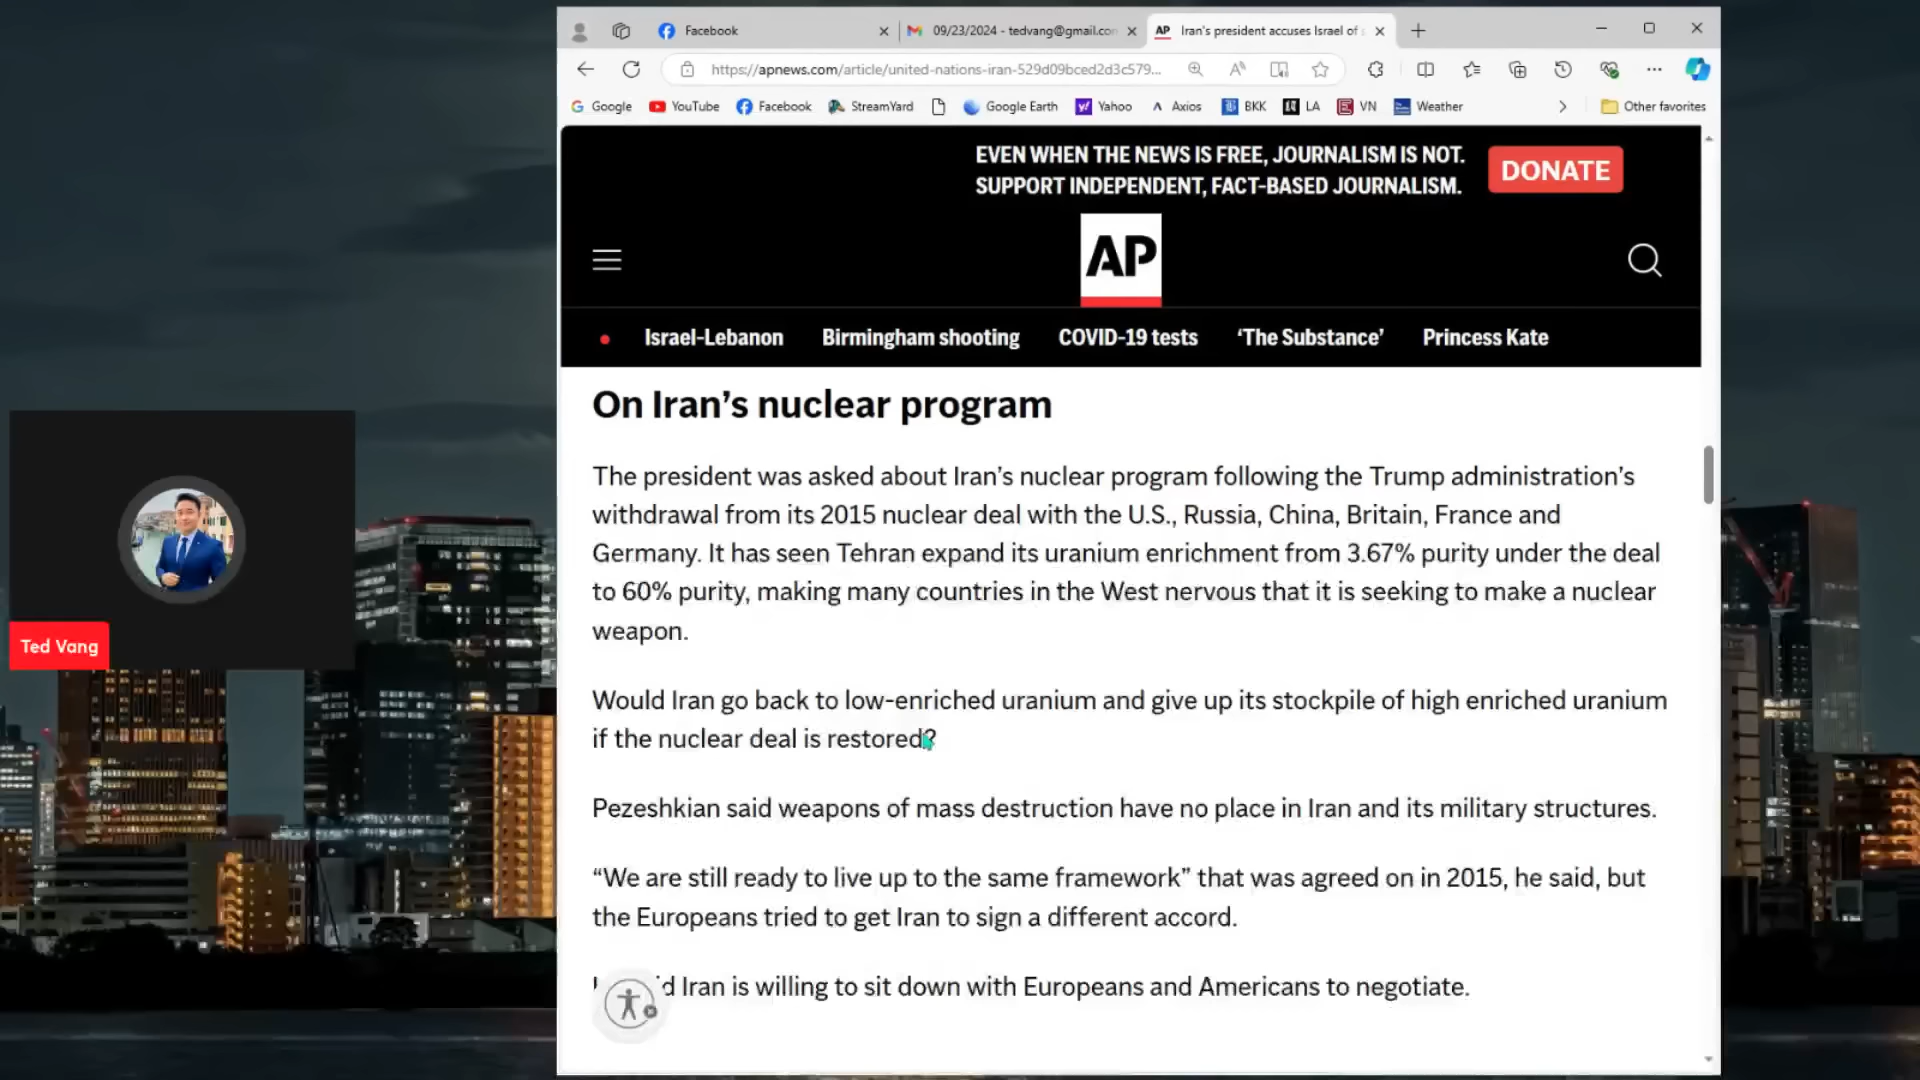 Facebook
09/23/2024 - tedvang@gmail.co
AP Iran's president accuses Israel of
https://apnews.com/article/united-nations-iran-529d09bced2d3c579...
Google YouTube Facebook StreamYard Google Earth Yahoo Axios BKK LA VN Weather Other favorites
EVEN WHEN THE NEWS IS FREE, JOURNALISM IS NOT.
SUPPORT INDEPENDENT, FACT-BASED JOURNALISM.
DONATE
AP
Israel-Lebanon Birmingham shooting COVID-19 tests ‘The Substance’ Princess Kate
On Iran’s nuclear program
The president was asked about Iran’s nuclear program following the Trump administration’s
withdrawal from its 2015 nuclear deal with the U.S., Russia, China, Britain, France and
Germany. It has seen Tehran expand its uranium enrichment from 3.67% purity under the deal
to 60% purity, making many countries in the West nervous that it is seeking to make a nuclear
weapon.
Would Iran go back to low-enriched uranium and give up its stockpile of high enriched uranium
if the nuclear deal is restored?
Pezeshkian said weapons of mass destruction have no place in Iran and its military structures.
“We are still ready to live up to the same framework” that was agreed on in 2015, he said, but
the Europeans tried to get Iran to sign a different accord.
Iran is willing to sit down with Europeans and Americans to negotiate.
Ted Vang